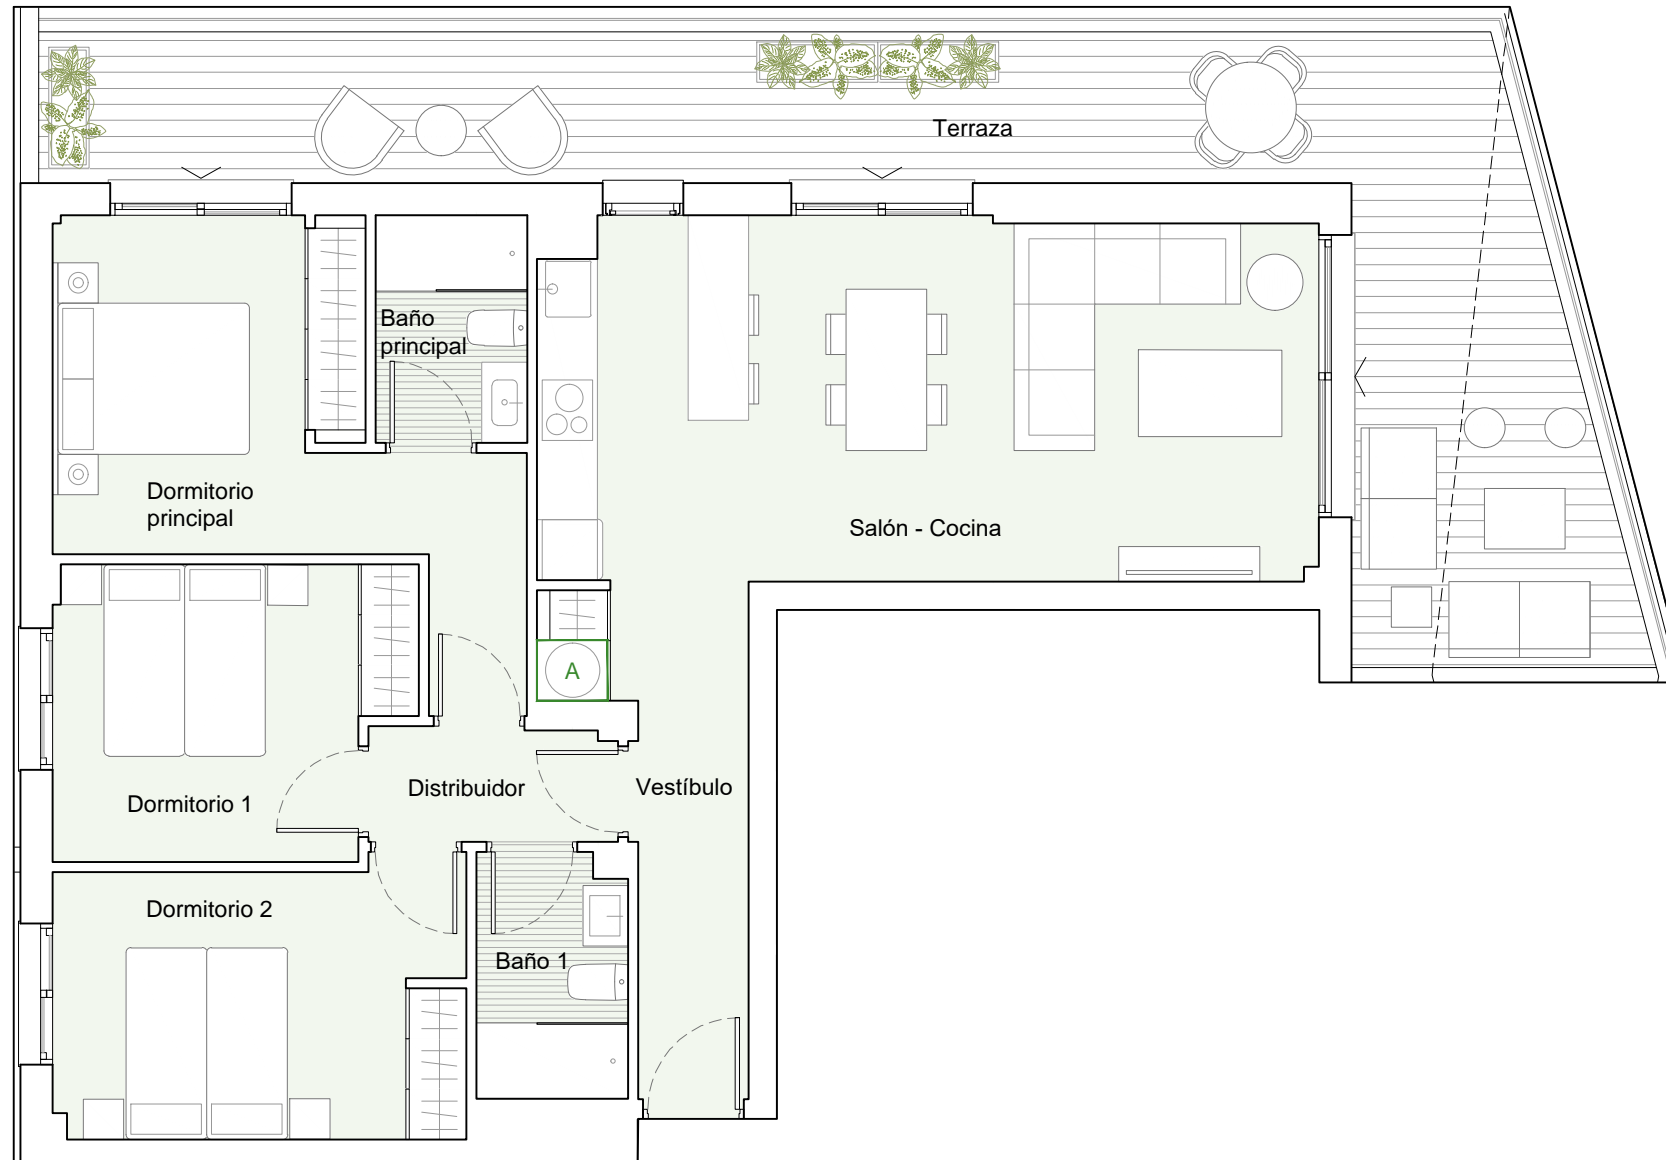 Terraza
Baño
principal
Dormitorio
principal
Salón - Cocina
A
Distribuidor
Vestíbulo
Dormitorio 1
Dormitorio 2
Baño 1